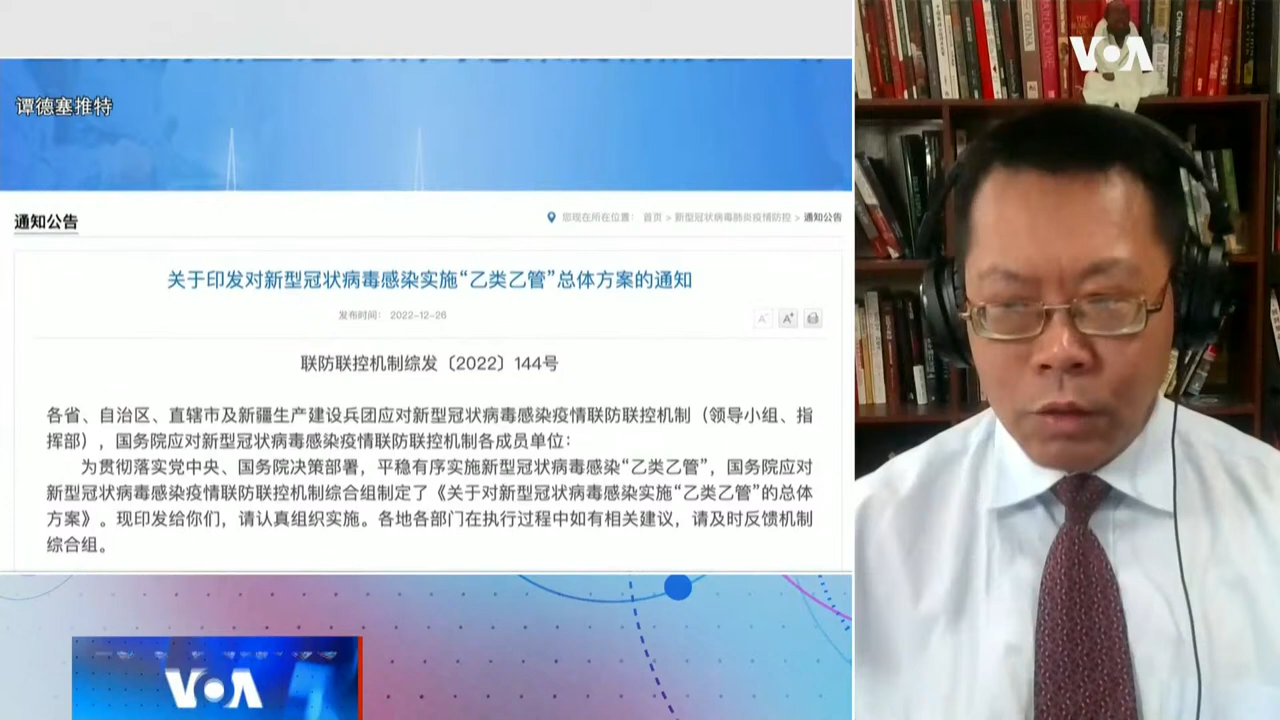 谭德塞推特
通知公告
您现在所在位置： 首页 > 新型冠状病毒肺炎疫情防控 > 通知公告
关于印发对新型冠状病毒感染实施“乙类乙管”总体方案的通知
发布时间： 2022-12-26
A-
A+
联防联控机制综发〔2022〕144号
各省、自治区、直辖市及新疆生产建设兵团应对新型冠状病毒感染疫情联防联控机制（领导小组、指
挥部），国务院应对新型冠状病毒感染疫情联防联控机制各成员单位：
为贯彻落实党中央、国务院决策部署，平稳有序实施新型冠状病毒感染“乙类乙管”，国务院应对
新型冠状病毒感染疫情联防联控机制综合组制定了《关于对新型冠状病毒感染实施“乙类乙管”的总体
方案》。现印发给你们，请认真组织实施。各地各部门在执行过程中如有相关建议，请及时反馈机制
综合组。
VOA
VOA
CHINA
CHINA